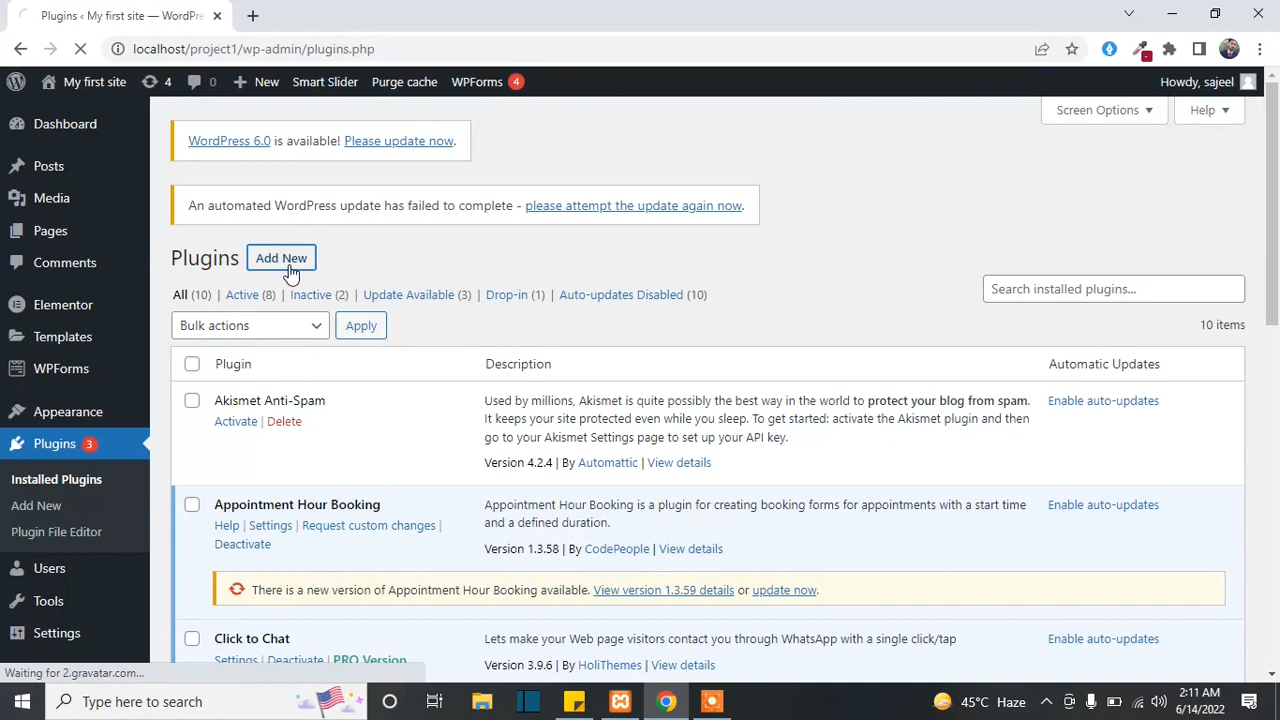 Plugins ‹ My first site — WordPre
localhost/project1/wp-admin/plugins.php
My first site 4 0 New Smart Slider Purge cache WPForms 4 Howdy, sajeel
Screen Options Help
Dashboard
Posts
Media
Pages
Comments
Elementor
Templates
WPForms
Appearance
Plugins 3
Installed Plugins
Add New
Plugin File Editor
Users
Tools
Settings
WordPress 6.0 is available! Please update now.
An automated WordPress update has failed to complete - please attempt the update again now.
Plugins Add New
All (10) | Active (8) | Inactive (2) | Update Available (3) | Drop-in (1) | Auto-updates Disabled (10)
Search installed plugins...
Bulk actions Apply
10 items
Plugin Description Automatic Updates
Akismet Anti-Spam
Activate | Delete
Used by millions, Akismet is quite possibly the best way in the world to protect your blog from spam.
It keeps your site protected even while you sleep. To get started: activate the Akismet plugin and then
go to your Akismet Settings page to set up your API key.
Version 4.2.4 | By Automattic | View details
Enable auto-updates
Appointment Hour Booking
Help | Settings | Request custom changes |
Deactivate
Appointment Hour Booking is a plugin for creating booking forms for appointments with a start time
and a defined duration.
Version 1.3.58 | By CodePeople | View details
Enable auto-updates
There is a new version of Appointment Hour Booking available. View version 1.3.59 details or update now.
Click to Chat
Settings | Deactivate | PRO Version
Lets make your Web page visitors contact you through WhatsApp with a single click/tap
Version 3.9.6 | By HoliThemes | View details
Enable auto-updates
Waiting for 2.gravatar.com...
Type here to search
45°C Haze
2:11 AM
6/14/2022